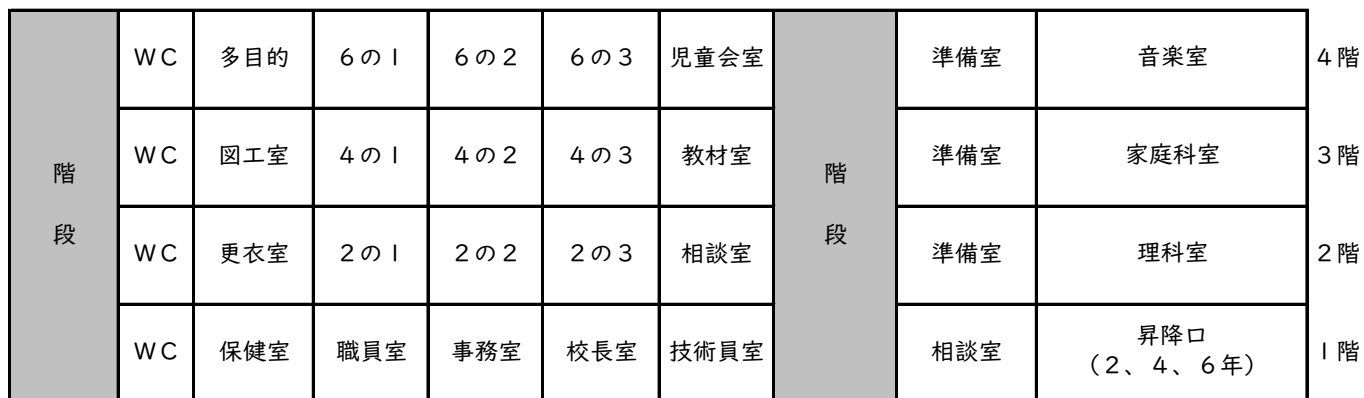 WC 多目的 6の1 6の2 6の3 児童会室 準備室 音楽室 4階
WC 図工室 4の1 4の2 4の3 教材室 準備室 家庭科室 3階
階段 階段
WC 更衣室 2の1 2の2 2の3 相談室 準備室 理科室 2階
WC 保健室 職員室 事務室 校長室 技術員室 相談室 昇降口 1階
(2、4、6年)